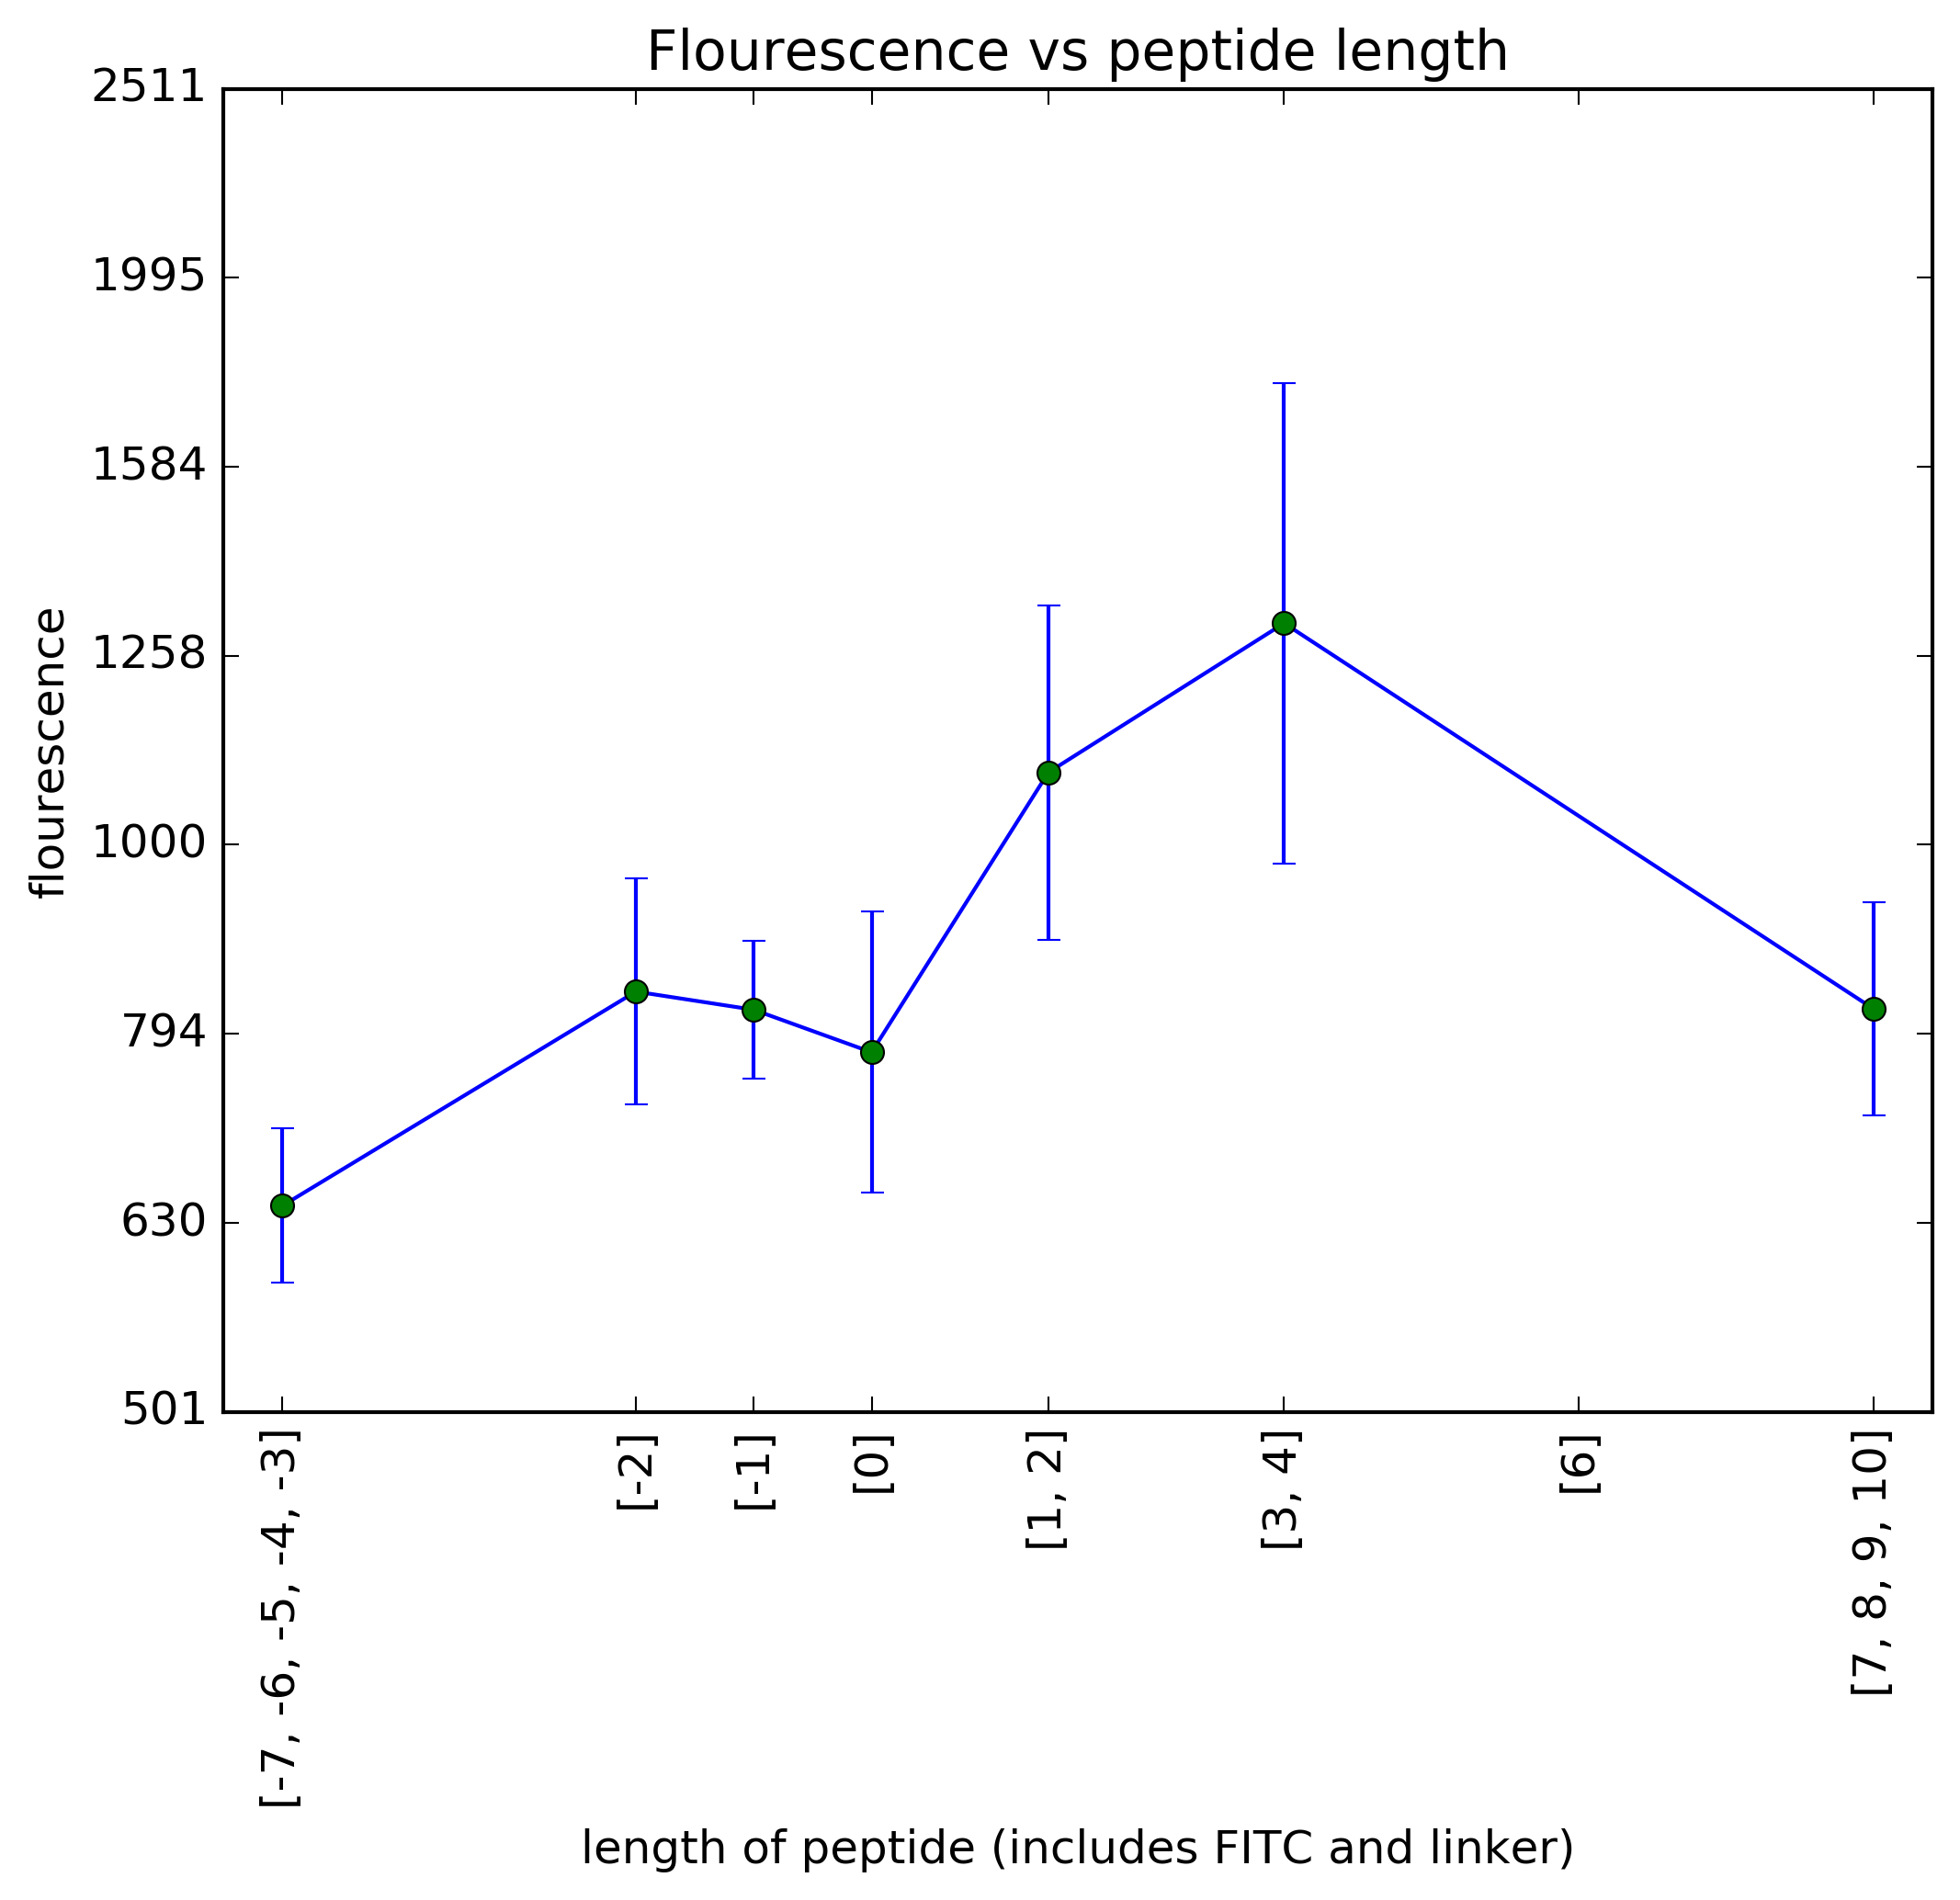 Flourescence vs peptide length
2511
1995
1584
1258
1000
794
630
501
flourescence
[-7, -6, -5, -4, -3]
[-2]
[-1]
[0]
[1, 2]
[3, 4]
[6]
[7, 8, 9, 10]
length of peptide (includes FITC and linker)